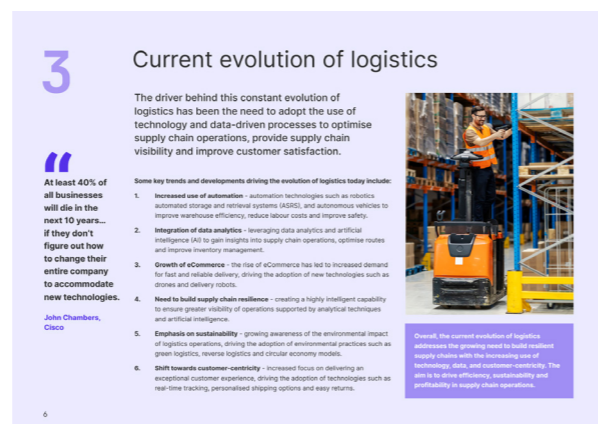 3
Current evolution of logistics
The driver behind this constant evolution of
logistics has been the need to adopt the use of
technology and data-driven processes to optimise
supply chain operations, provide supply chain
visibility and improve customer satisfaction.
“
At least 40% of
all businesses
will die in the
next 10 years...
if they don’t
figure out how
to change their
entire company
to accommodate
new technologies.
John Chambers,
Cisco
Some key trends and developments driving the evolution of logistics today include:
1. Increased use of automation - automation technologies such as robotics
automated storage and retrieval systems (ASRS), and autonomous vehicles to
improve warehouse efficiency, reduce labour costs and improve safety.
2. Integration of data analytics - leveraging data analytics and artificial
intelligence (AI) to gain insights into supply chain operations, optimise routes
and improve inventory management.
3. Growth of eCommerce - the rise of eCommerce has led to increased demand
for fast and reliable delivery, driving the adoption of new technologies such as
drones and delivery robots.
4. Need to build supply chain resilience - creating a highly intelligent capability
to ensure greater visibility of operations supported by analytical techniques
and artificial intelligence.
5. Emphasis on sustainability - growing awareness of the environmental impact
of logistics operations, driving the adoption of environmental practices such as
green logistics, reverse logistics and circular economy models.
6. Shift towards customer-centricity - increased focus on delivering an
exceptional customer experience, driving the adoption of technologies such as
real-time tracking, personalised shipping options and easy returns.
Overall, the current evolution of logistics
addresses the growing need to build resilient
supply chains with the increasing use of
technology, data, and customer-centricity. The
aim is to drive efficiency, sustainability and
profitability in supply chain operations.
6